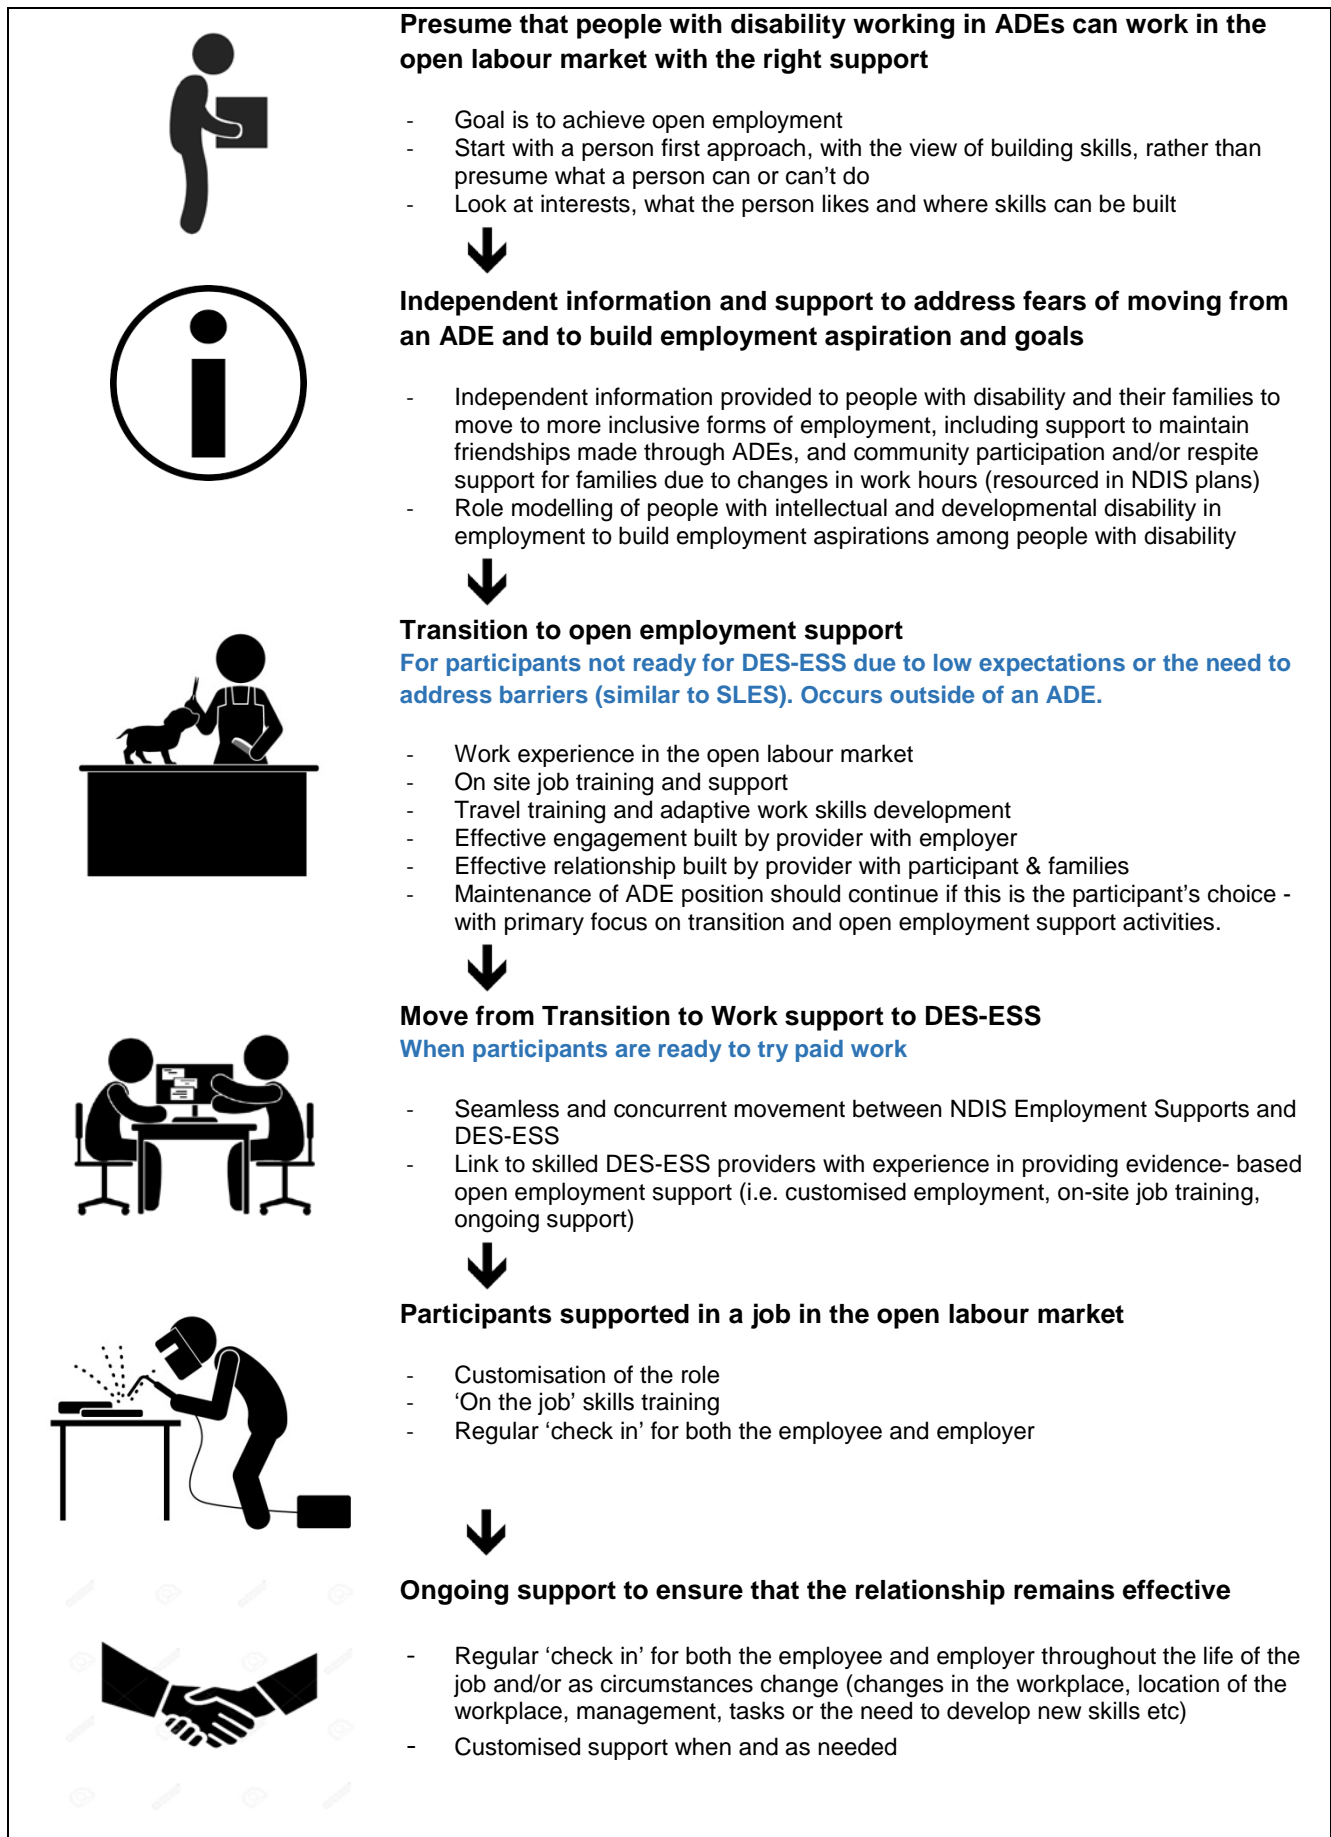 Presume that people with disability working in ADEs can work in the
open labour market with the right support
- Goal is to achieve open employment
- Start with a person first approach, with the view of building skills, rather than
presume what a person can or can't do
- Look at interests, what the person likes and where skills can be built
Independent information and support to address fears of moving from
an ADE and to build employment aspiration and goals
- Independent information provided to people with disability and their families to
move to more inclusive forms of employment, including support to maintain
friendships made through ADEs, and community participation and/or respite
support for families due to changes in work hours (resourced in NDIS plans)
- Role modelling of people with intellectual and developmental disability in
employment to build employment aspirations among people with disability
Transition to open employment support
For participants not ready for DES-ESS due to low expectations or the need to
address barriers (similar to SLES). Occurs outside of an ADE.
- Work experience in the open labour market
- On site job training and support
- Travel training and adaptive work skills development
- Effective engagement built by provider with employer
- Effective relationship built by provider with participant & families
- Maintenance of ADE position should continue if this is the participant's choice -
with primary focus on transition and open employment support activities.
Move from Transition to Work support to DES-ESS
When participants are ready to try paid work
- Seamless and concurrent movement between NDIS Employment Supports and
DES-ESS
- Link to skilled DES-ESS providers with experience in providing evidence- based
open employment support (i.e. customised employment, on-site job training,
ongoing support)
Participants supported in a job in the open labour market
- Customisation of the role
- 'On the job' skills training
- Regular 'check in' for both the employee and employer
Ongoing support to ensure that the relationship remains effective
- Regular 'check in' for both the employee and employer throughout the life of the
job and/or as circumstances change (changes in the workplace, location of the
workplace, management, tasks or the need to develop new skills etc)
- Customised support when and as needed